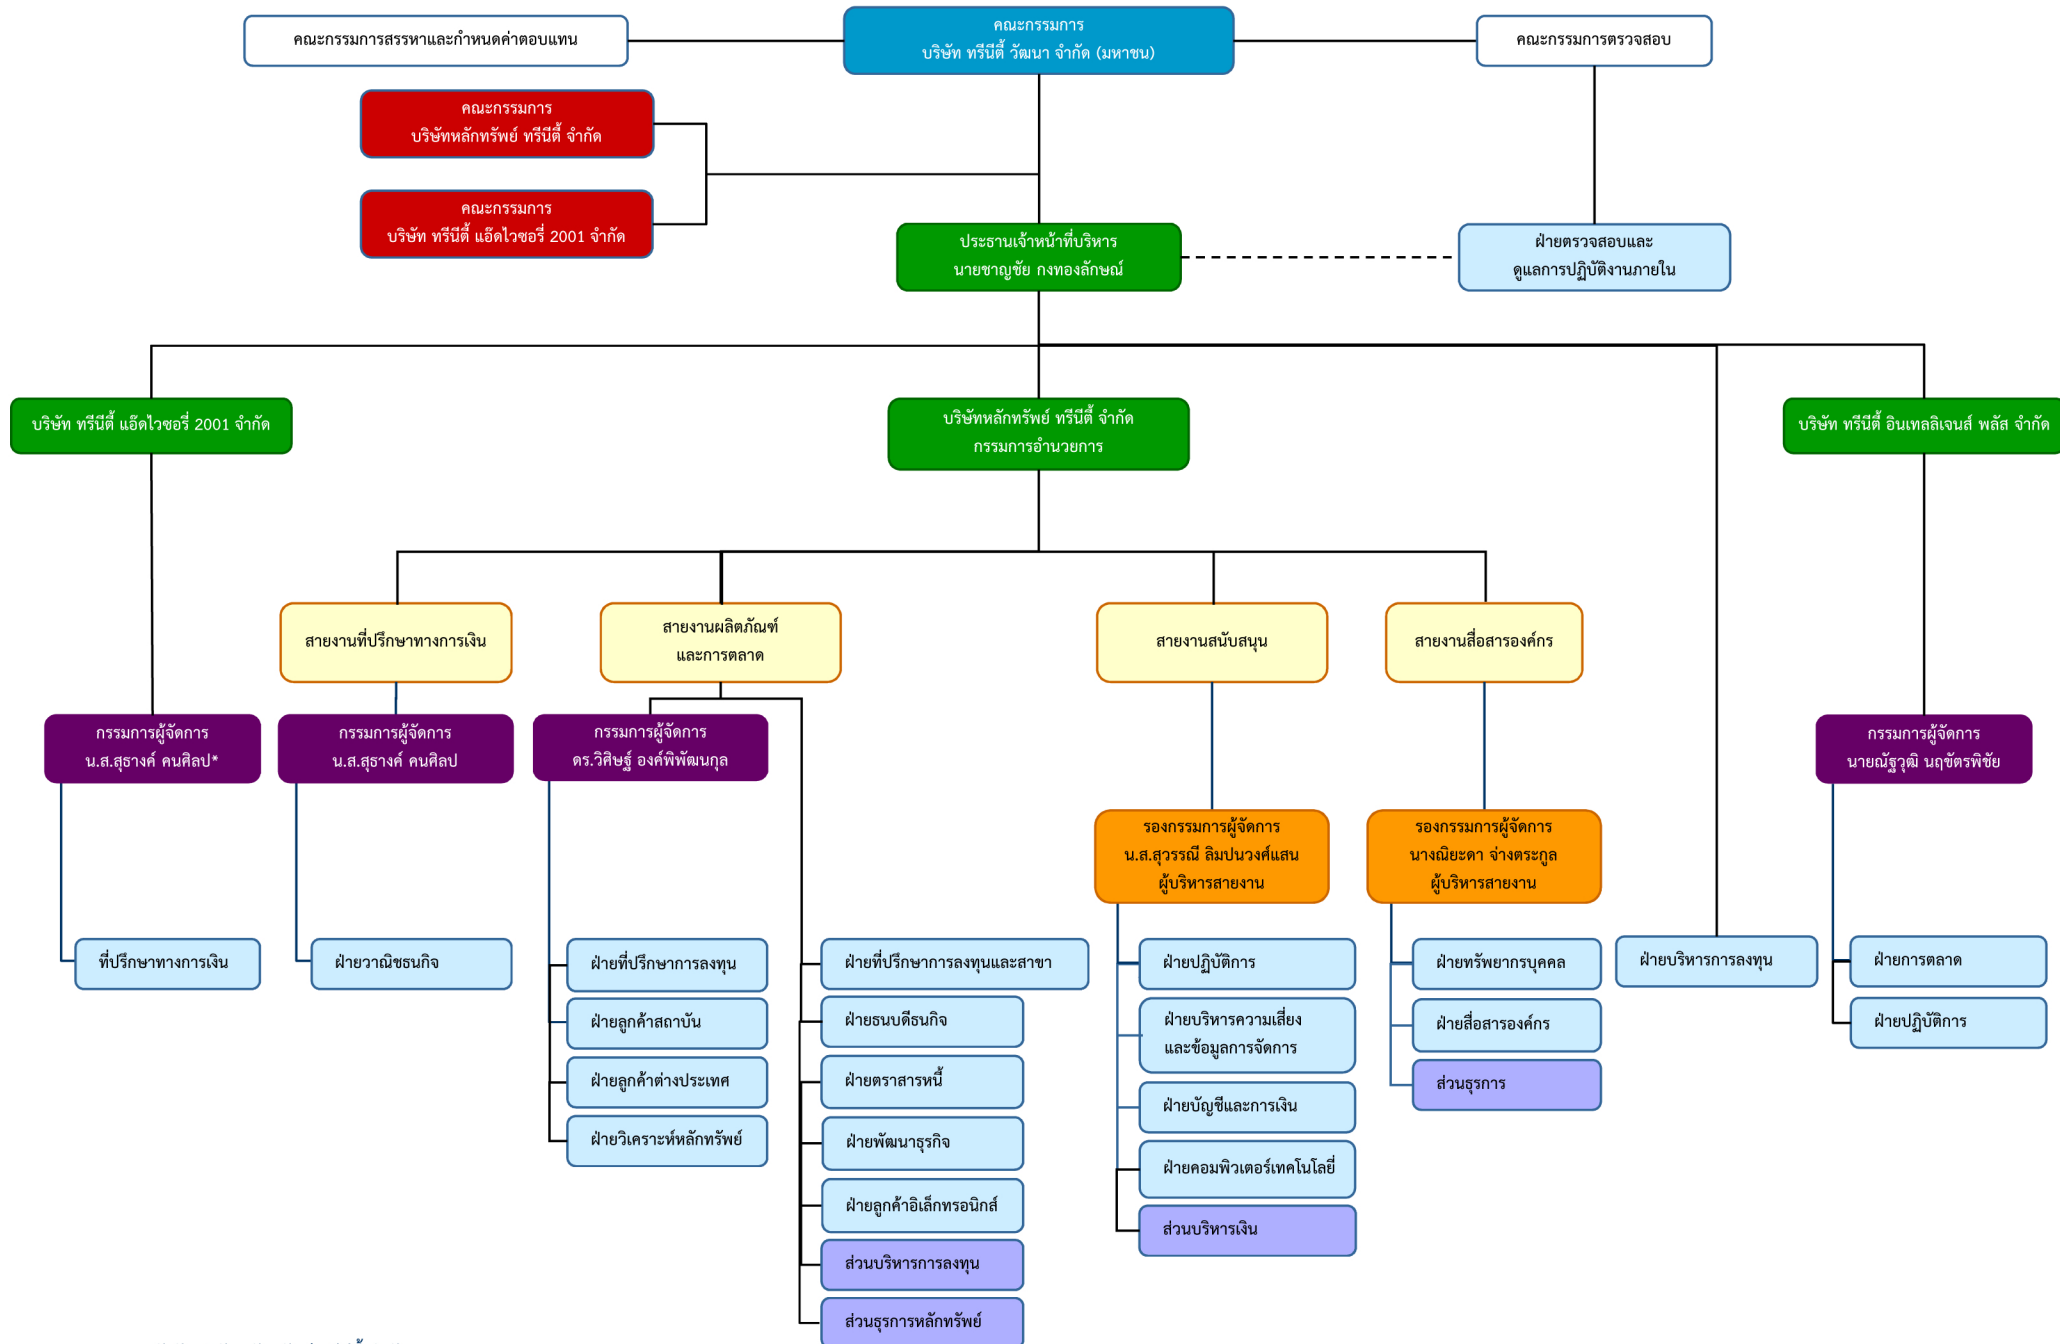 คณะกรรมการสรรหาและกำหนดค่าตอบแทน
คณะกรรมการ
บริษัท ทรีนีตี้ วัฒนา จำกัด (มหาชน)
คณะกรรมการตรวจสอบ
คณะกรรมการ
บริษัทหลักทรัพย์ ทรีนีตี้ จำกัด
คณะกรรมการ
บริษัท ทรีนีตี้ แอ๊ดไวซอรี่ 2001 จำกัด
ประธานเจ้าหน้าที่บริหาร
นายชาญชัย กงทองลักษณ์
ฝ่ายตรวจสอบและ
ดูแลการปฏิบัติงานภายใน
บริษัท ทรีนีตี้ แอ๊ดไวซอรี่ 2001 จำกัด
บริษัทหลักทรัพย์ ทรีนีตี้ จำกัด
กรรมการอำนวยการ
บริษัท ทรีนีตี้ อินเทลลิเจนส์ พลัส จำกัด
สายงานที่ปรึกษาทางการเงิน
สายงานผลิตภัณฑ์
และการตลาด
สายงานสนับสนุน
สายงานสื่อสารองค์กร
กรรมการผู้จัดการ
น.ส.สุธางค์ คนศิลป*
กรรมการผู้จัดการ
น.ส.สุธางค์ คนศิลป
กรรมการผู้จัดการ
ดร.วิศิษฐ์ องค์พิพัฒนกุล
กรรมการผู้จัดการ
นายณัฐวุฒิ นฤขัตรพิชัย
รองกรรมการผู้จัดการ
น.ส.สุวรรณี ลิมปนวงศ์แสน
ผู้บริหารสายงาน
รองกรรมการผู้จัดการ
นางณิยะดา จ่างตระกูล
ผู้บริหารสายงาน
ที่ปรึกษาทางการเงิน
ฝ่ายวาณิชธนกิจ
ฝ่ายที่ปรึกษาการลงทุน
ฝ่ายลูกค้าสถาบัน
ฝ่ายลูกค้าต่างประเทศ
ฝ่ายวิเคราะห์หลักทรัพย์
ฝ่ายที่ปรึกษาการลงทุนและสาขา
ฝ่ายธนบดีธนกิจ
ฝ่ายตราสารหนี้
ฝ่ายพัฒนาธุรกิจ
ฝ่ายลูกค้าอิเล็กทรอนิกส์
ส่วนบริหารการลงทุน
ส่วนธุรการหลักทรัพย์
ฝ่ายปฏิบัติการ
ฝ่ายบริหารความเสี่ยง
และข้อมูลการจัดการ
ฝ่ายบัญชีและการเงิน
ฝ่ายคอมพิวเตอร์เทคโนโลยี่
ส่วนบริหารเงิน
ฝ่ายทรัพยากรบุคคล
ฝ่ายสื่อสารองค์กร
ส่วนธุรการ
ฝ่ายบริหารการลงทุน
ฝ่ายการตลาด
ฝ่ายปฏิบัติการ